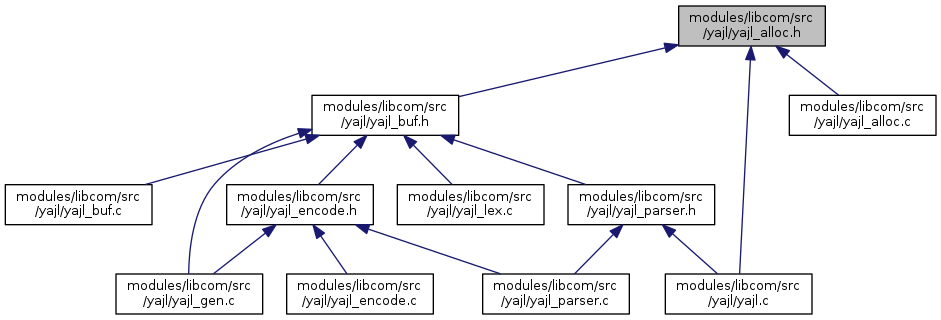 modules/libcom/src
/yajl/yajl_alloc.h
modules/libcom/src
/yajl/yajl_buf.h
modules/libcom/src
/yajl/yajl_alloc.c
modules/libcom/src
/yajl/yajl_buf.c
modules/libcom/src
/yajl/yajl_encode.h
modules/libcom/src
/yajl/yajl_lex.c
modules/libcom/src
/yajl/yajl_parser.h
modules/libcom/src
/yajl/yajl_gen.c
modules/libcom/src
/yajl/yajl_encode.c
modules/libcom/src
/yajl/yajl_parser.c
modules/libcom/src
/yajl/yajl.c